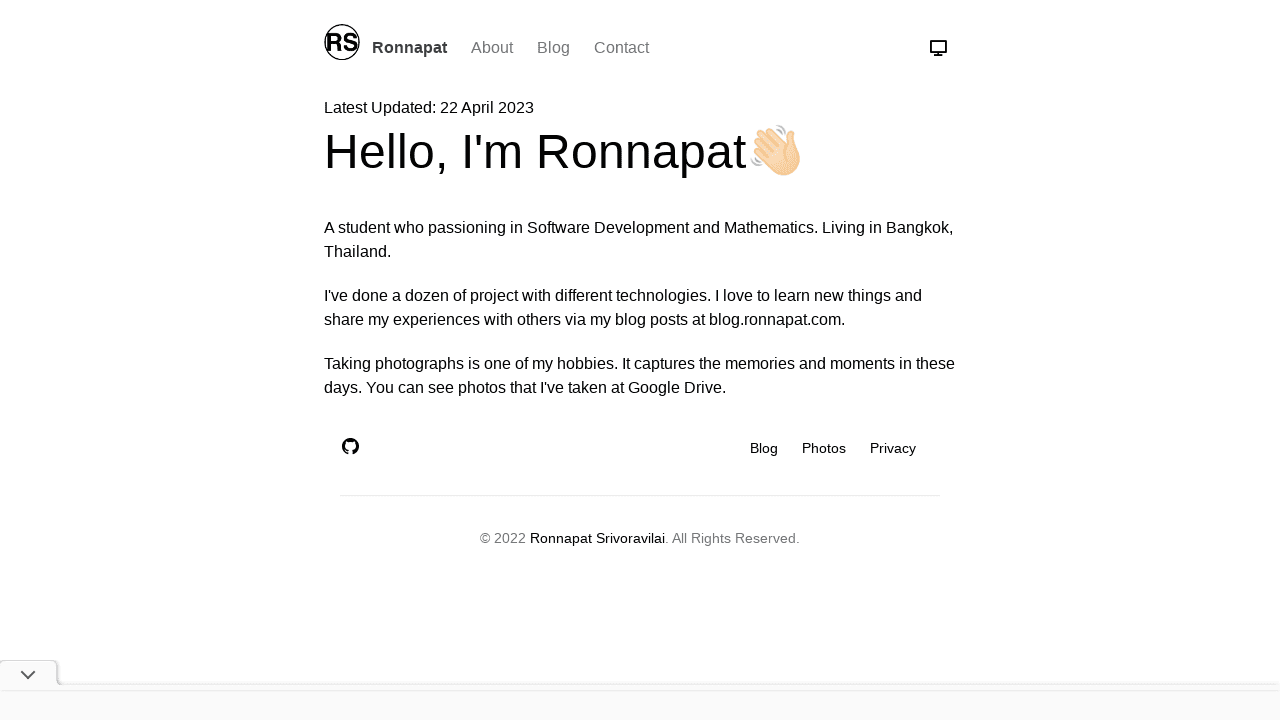 RS
Ronnapat About Blog Contact
Latest Updated: 22 April 2023
Hello, I'm Ronnapat👋🏻
A student who passioning in Software Development and Mathematics. Living in Bangkok,
Thailand.
I've done a dozen of project with different technologies. I love to learn new things and
share my experiences with others via my blog posts at blog.ronnapat.com.
Taking photographs is one of my hobbies. It captures the memories and moments in these
days. You can see photos that I've taken at Google Drive.
Blog Photos Privacy
© 2022 Ronnapat Srivoravilai. All Rights Reserved.